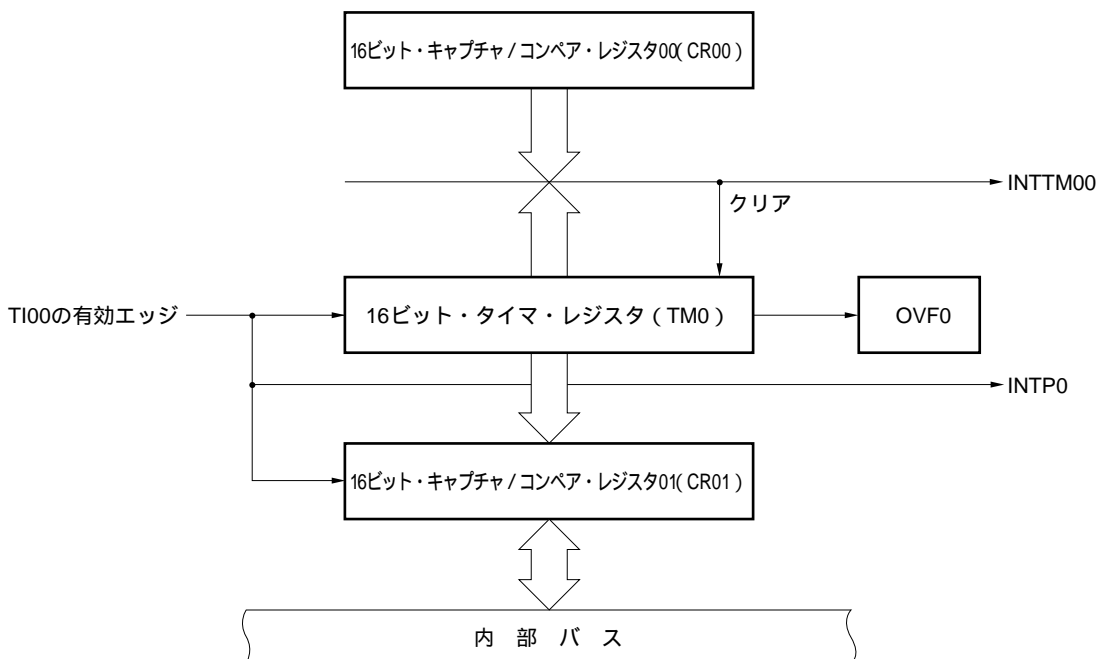 16ビット・キャプチャ/コンペア・レジスタ00(CR00)
INTTM00
クリア
TI00の有効エッジ
16ビット・タイマ・レジスタ(TM0)
OVF0
INTP0
16ビット・キャプチャ/コンペア・レジスタ01(CR01)
内 部 バ ス